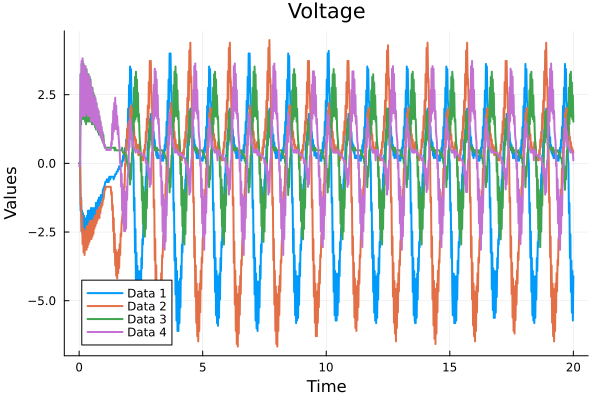 Voltage
Values
2.5
0.0
−2.5
−5.0
Data 1
Data 2
Data 3
Data 4
0 5 10 15 20
Time